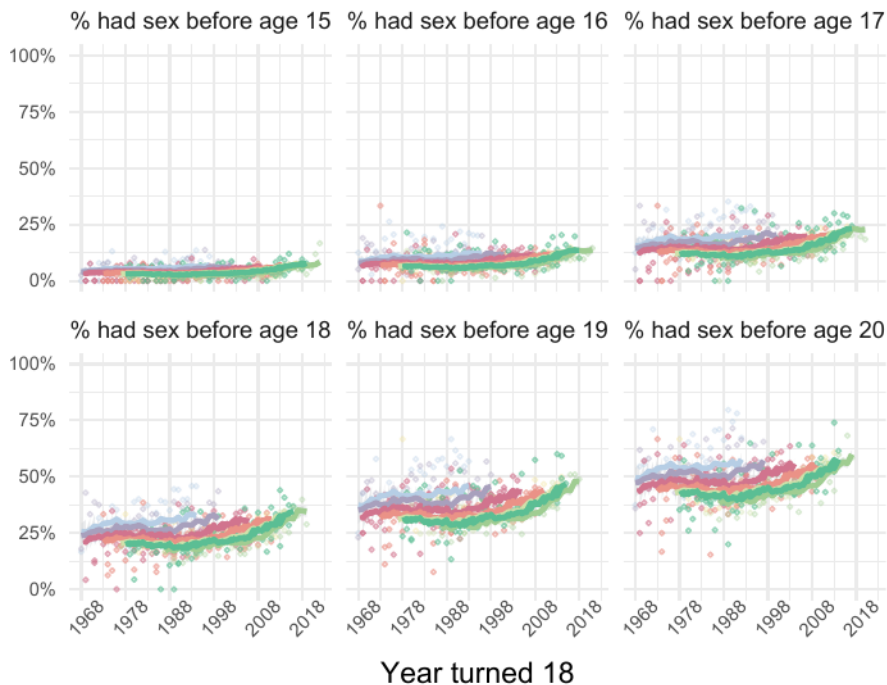 % had sex before age 15 % had sex before age 16 % had sex before age 17
100%
75%
50%
25%
0%
% had sex before age 18 % had sex before age 19 % had sex before age 20
100%
75%
50%
25%
0%
1968 1978 1988 1998 2008 2018 1968 1978 1988 1998 2008 2018 1968 1978 1988 1998 2008 2018
Year turned 18